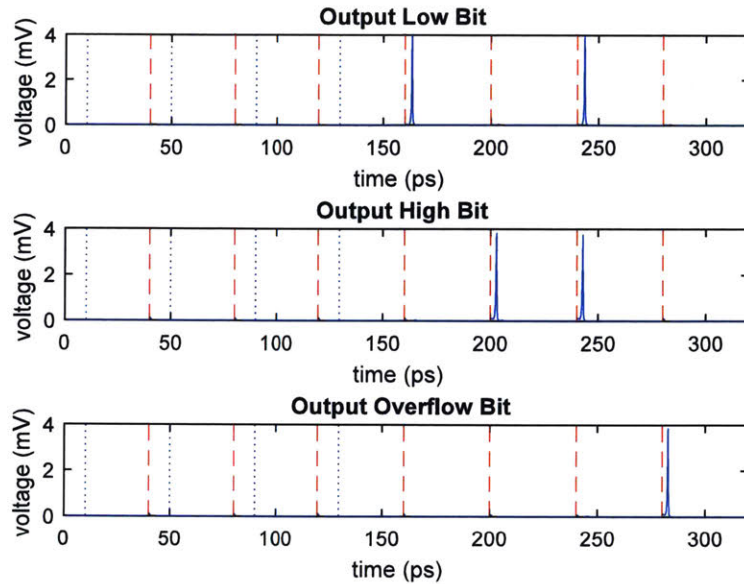 Output Low Bit
voltage (mV)
4
2
0
0 50 100 150 200 250 300
time (ps)
Output High Bit
voltage (mV)
4
2
0
0 50 100 150 200 250 300
time (ps)
Output Overflow Bit
voltage (mV)
4
2
0
0 50 100 150 200 250 300
time (ps)